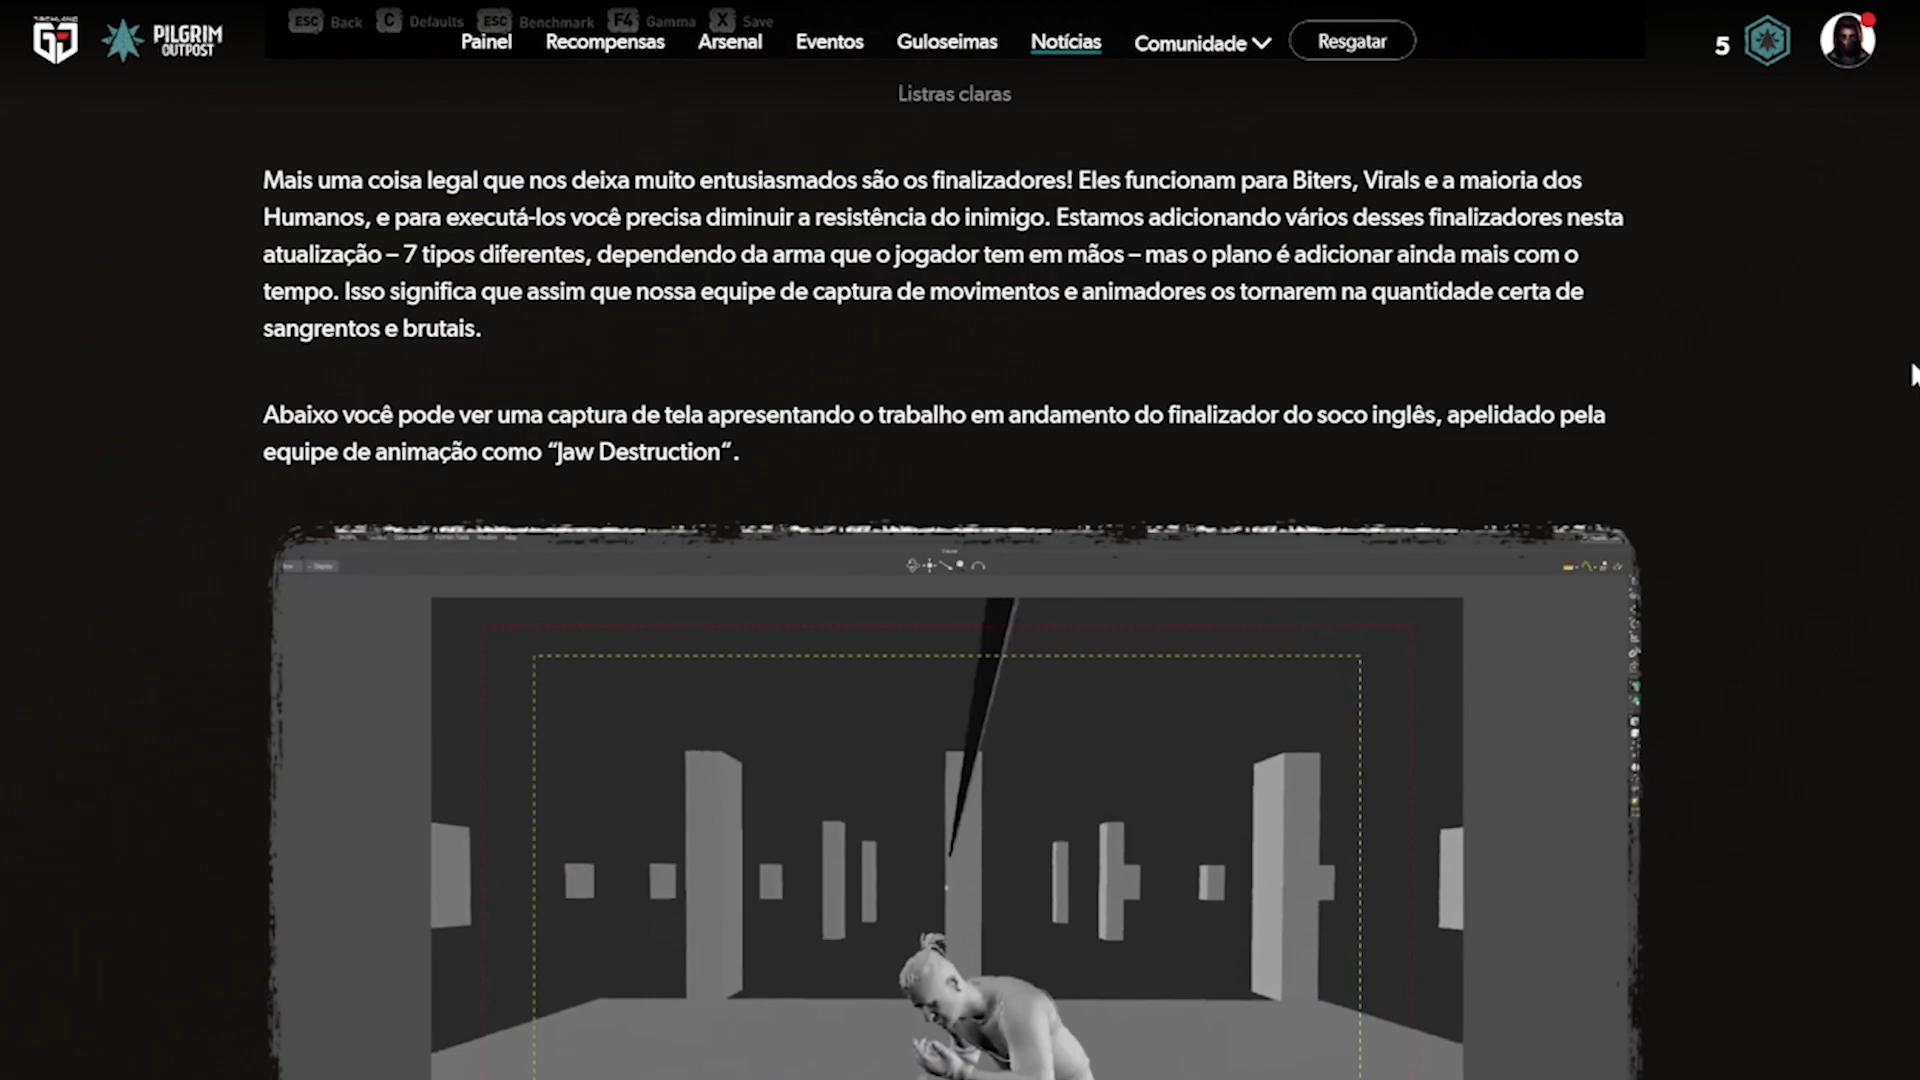 ESC Back C Defaults ESC Benchmark F4 Gamma X Save
TECHLAND GG PILGRIM OUTPOST Painel Recompensas Arsenal Eventos Guloseimas Notícias Comunidade Resgatar 5
Listras claras
Mais uma coisa legal que nos deixa muito entusiasmados são os finalizadores! Eles funcionam para Biters, Virals e a maioria dos
Humanos, e para executá-los você precisa diminuir a resistência do inimigo. Estamos adicionando vários desses finalizadores nesta
atualização – 7 tipos diferentes, dependendo da arma que o jogador tem em mãos – mas o plano é adicionar ainda mais com o
tempo. Isso significa que assim que nossa equipe de captura de movimentos e animadores os tornarem na quantidade certa de
sangrentos e brutais.
Abaixo você pode ver uma captura de tela apresentando o trabalho em andamento do finalizador do soco inglês, apelidado pela
equipe de animação como “Jaw Destruction“.